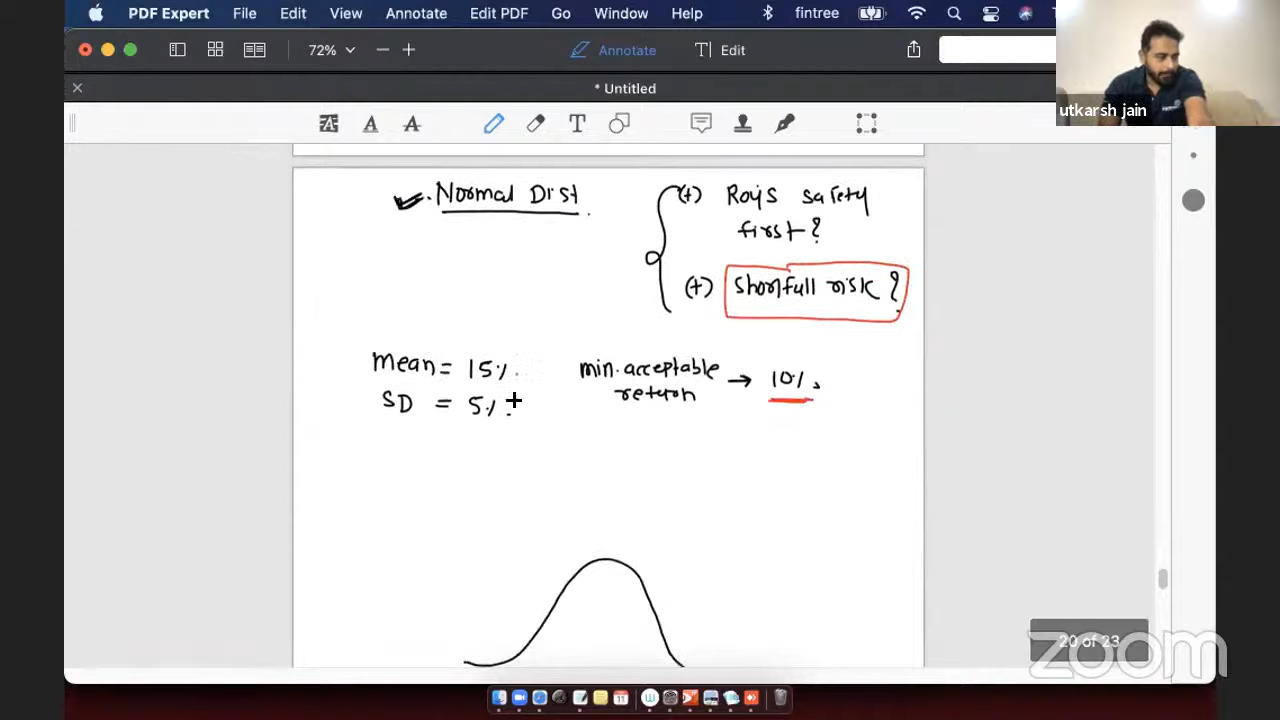 PDF Expert File Edit View Annotate Edit PDF Go Window Help fintree
72% Annotate T| Edit
* Untitled
utkarsh jain
Normal Dist
(+) Roy's safety
first?
(+) Shortfull risk?
Mean = 15%.
SD = 5%.
min. acceptable
return → 10%.
20 of 23
zoom